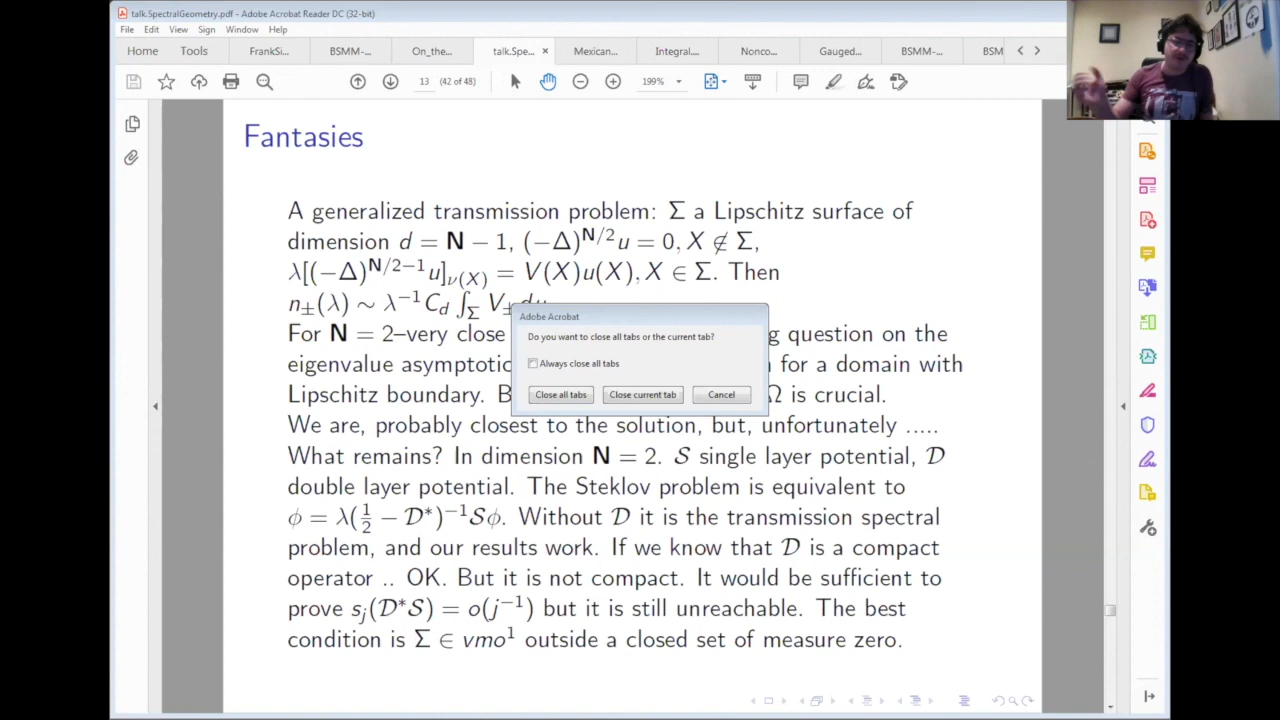 talk.SpectralGeometry.pdf - Adobe Acrobat Reader DC (32-bit)
File Edit View Sign Window Help
Home Tools FrankSi... BSMM-... On_the... talk.Spe... × Mexican... Integral... Nonco... Gauged... BSMM-... BSM
13 (42 of 48) 199%
Fantasies
A generalized transmission problem: Σ a Lipschitz surface of
dimension d = N − 1, (−Δ)^{N/2}u = 0, X ∉ Σ,
λ[(−Δ)^{N/2−1}u]_{ν(X)} = V(X)u(X), X ∈ Σ. Then
n±(λ) ∼ λ^{−1} C_d ∫_Σ V±
For N = 2–very close g question on the
eigenvalue asymptotic for a domain with
Lipschitz boundary. Ω is crucial.
We are, probably closest to the solution, but, unfortunately .....
What remains? In dimension N = 2. 𝒮 single layer potential, 𝒟
double layer potential. The Steklov problem is equivalent to
ϕ = λ(1/2 − 𝒟*)^{−1}𝒮ϕ. Without 𝒟 it is the transmission spectral
problem, and our results work. If we know that 𝒟 is a compact
operator .. OK. But it is not compact. It would be sufficient to
prove s_j(𝒟*𝒮) = o(j^{−1}) but it is still unreachable. The best
condition is Σ ∈ vmo^1 outside a closed set of measure zero.
Adobe Acrobat
Do you want to close all tabs or the current tab?
Always close all tabs
Close all tabs Close current tab Cancel